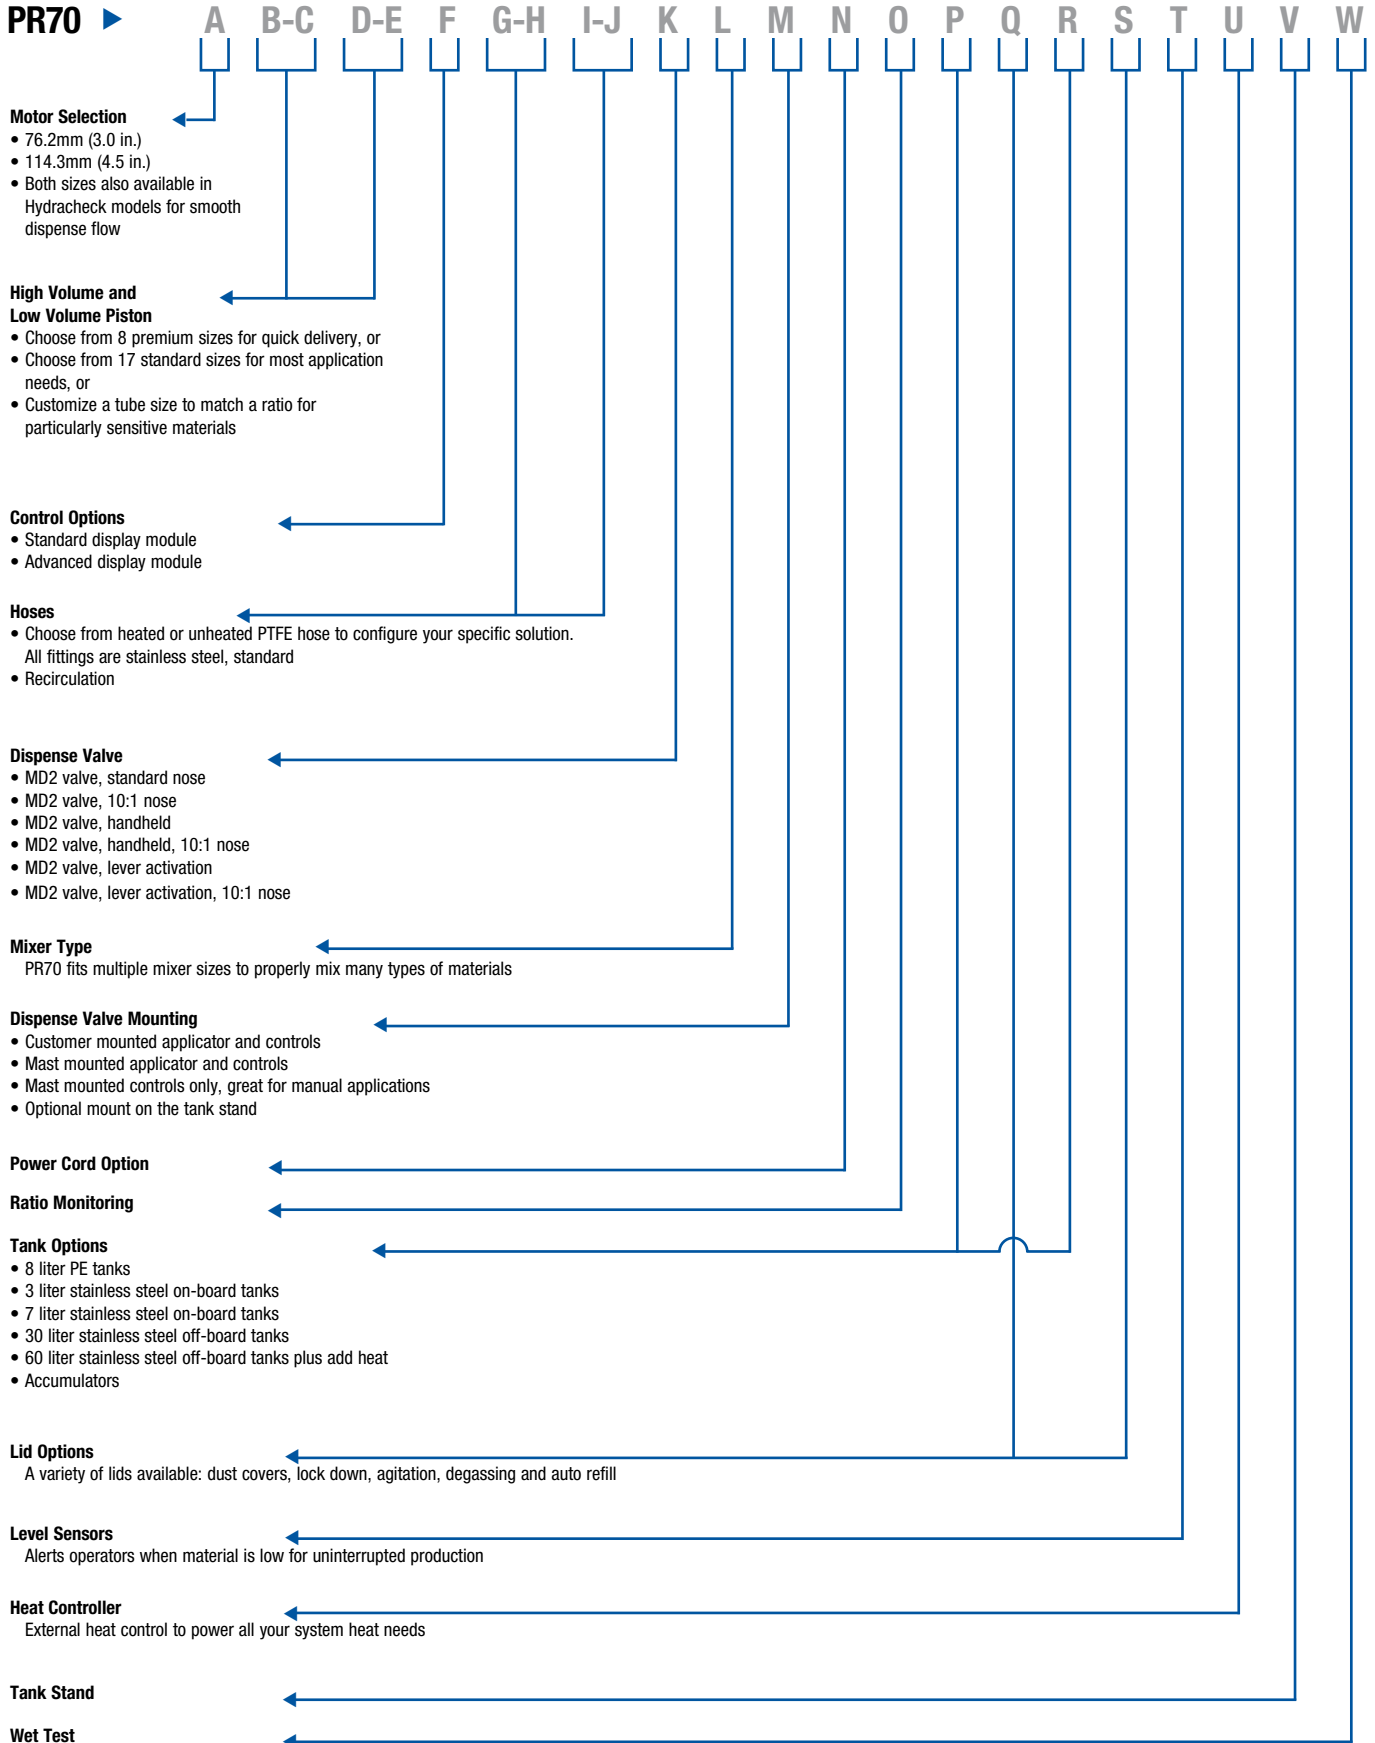 PR70 A B-C D-E F G-H I-J K L M N O P Q R S T U V W
Motor Selection
• 76.2mm (3.0 in.)
• 114.3mm (4.5 in.)
• Both sizes also available in
Hydracheck models for smooth
dispense flow
High Volume and
Low Volume Piston
• Choose from 8 premium sizes for quick delivery, or
• Choose from 17 standard sizes for most application
needs, or
• Customize a tube size to match a ratio for
particularly sensitive materials
Control Options
• Standard display module
• Advanced display module
Hoses
• Choose from heated or unheated PTFE hose to configure your specific solution.
All fittings are stainless steel, standard
• Recirculation
Dispense Valve
• MD2 valve, standard nose
• MD2 valve, 10:1 nose
• MD2 valve, handheld
• MD2 valve, handheld, 10:1 nose
• MD2 valve, lever activation
• MD2 valve, lever activation, 10:1 nose
Mixer Type
PR70 fits multiple mixer sizes to properly mix many types of materials
Dispense Valve Mounting
• Customer mounted applicator and controls
• Mast mounted applicator and controls
• Mast mounted controls only, great for manual applications
• Optional mount on the tank stand
Power Cord Option
Ratio Monitoring
Tank Options
• 8 liter PE tanks
• 3 liter stainless steel on-board tanks
• 7 liter stainless steel on-board tanks
• 30 liter stainless steel off-board tanks
• 60 liter stainless steel off-board tanks plus add heat
• Accumulators
Lid Options
A variety of lids available: dust covers, lock down, agitation, degassing and auto refill
Level Sensors
Alerts operators when material is low for uninterrupted production
Heat Controller
External heat control to power all your system heat needs
Tank Stand
Wet Test